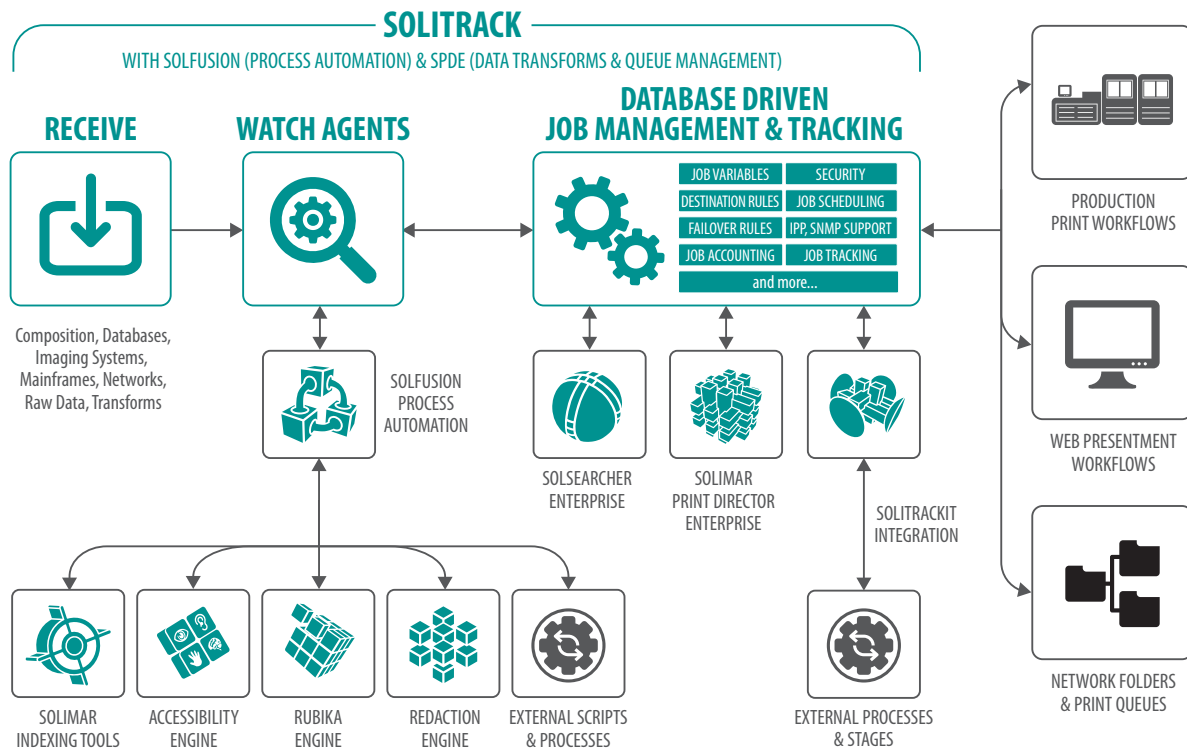 SOLITRACK
WITH SOLFUSION (PROCESS AUTOMATION) & SPDE (DATA TRANSFORMS & QUEUE MANAGEMENT)
RECEIVE
WATCH AGENTS
DATABASE DRIVEN
JOB MANAGEMENT & TRACKING
JOB VARIABLES
SECURITY
DESTINATION RULES
JOB SCHEDULING
FAILOVER RULES
IPP, SNMP SUPPORT
JOB ACCOUNTING
JOB TRACKING
and more...
Composition, Databases,
Imaging Systems,
Mainframes, Networks,
Raw Data, Transforms
SOLFUSION
PROCESS
AUTOMATION
SOLSEARCHER
ENTERPRISE
SOLIMAR
PRINT DIRECTOR
ENTERPRISE
SOLITRACKIT
INTEGRATION
PRODUCTION
PRINT WORKFLOWS
WEB PRESENTMENT
WORKFLOWS
NETWORK FOLDERS
& PRINT QUEUES
SOLIMAR
INDEXING TOOLS
ACCESSIBILITY
ENGINE
RUBIKA
ENGINE
REDACTION
ENGINE
EXTERNAL SCRIPTS
& PROCESSES
EXTERNAL PROCESSES
& STAGES